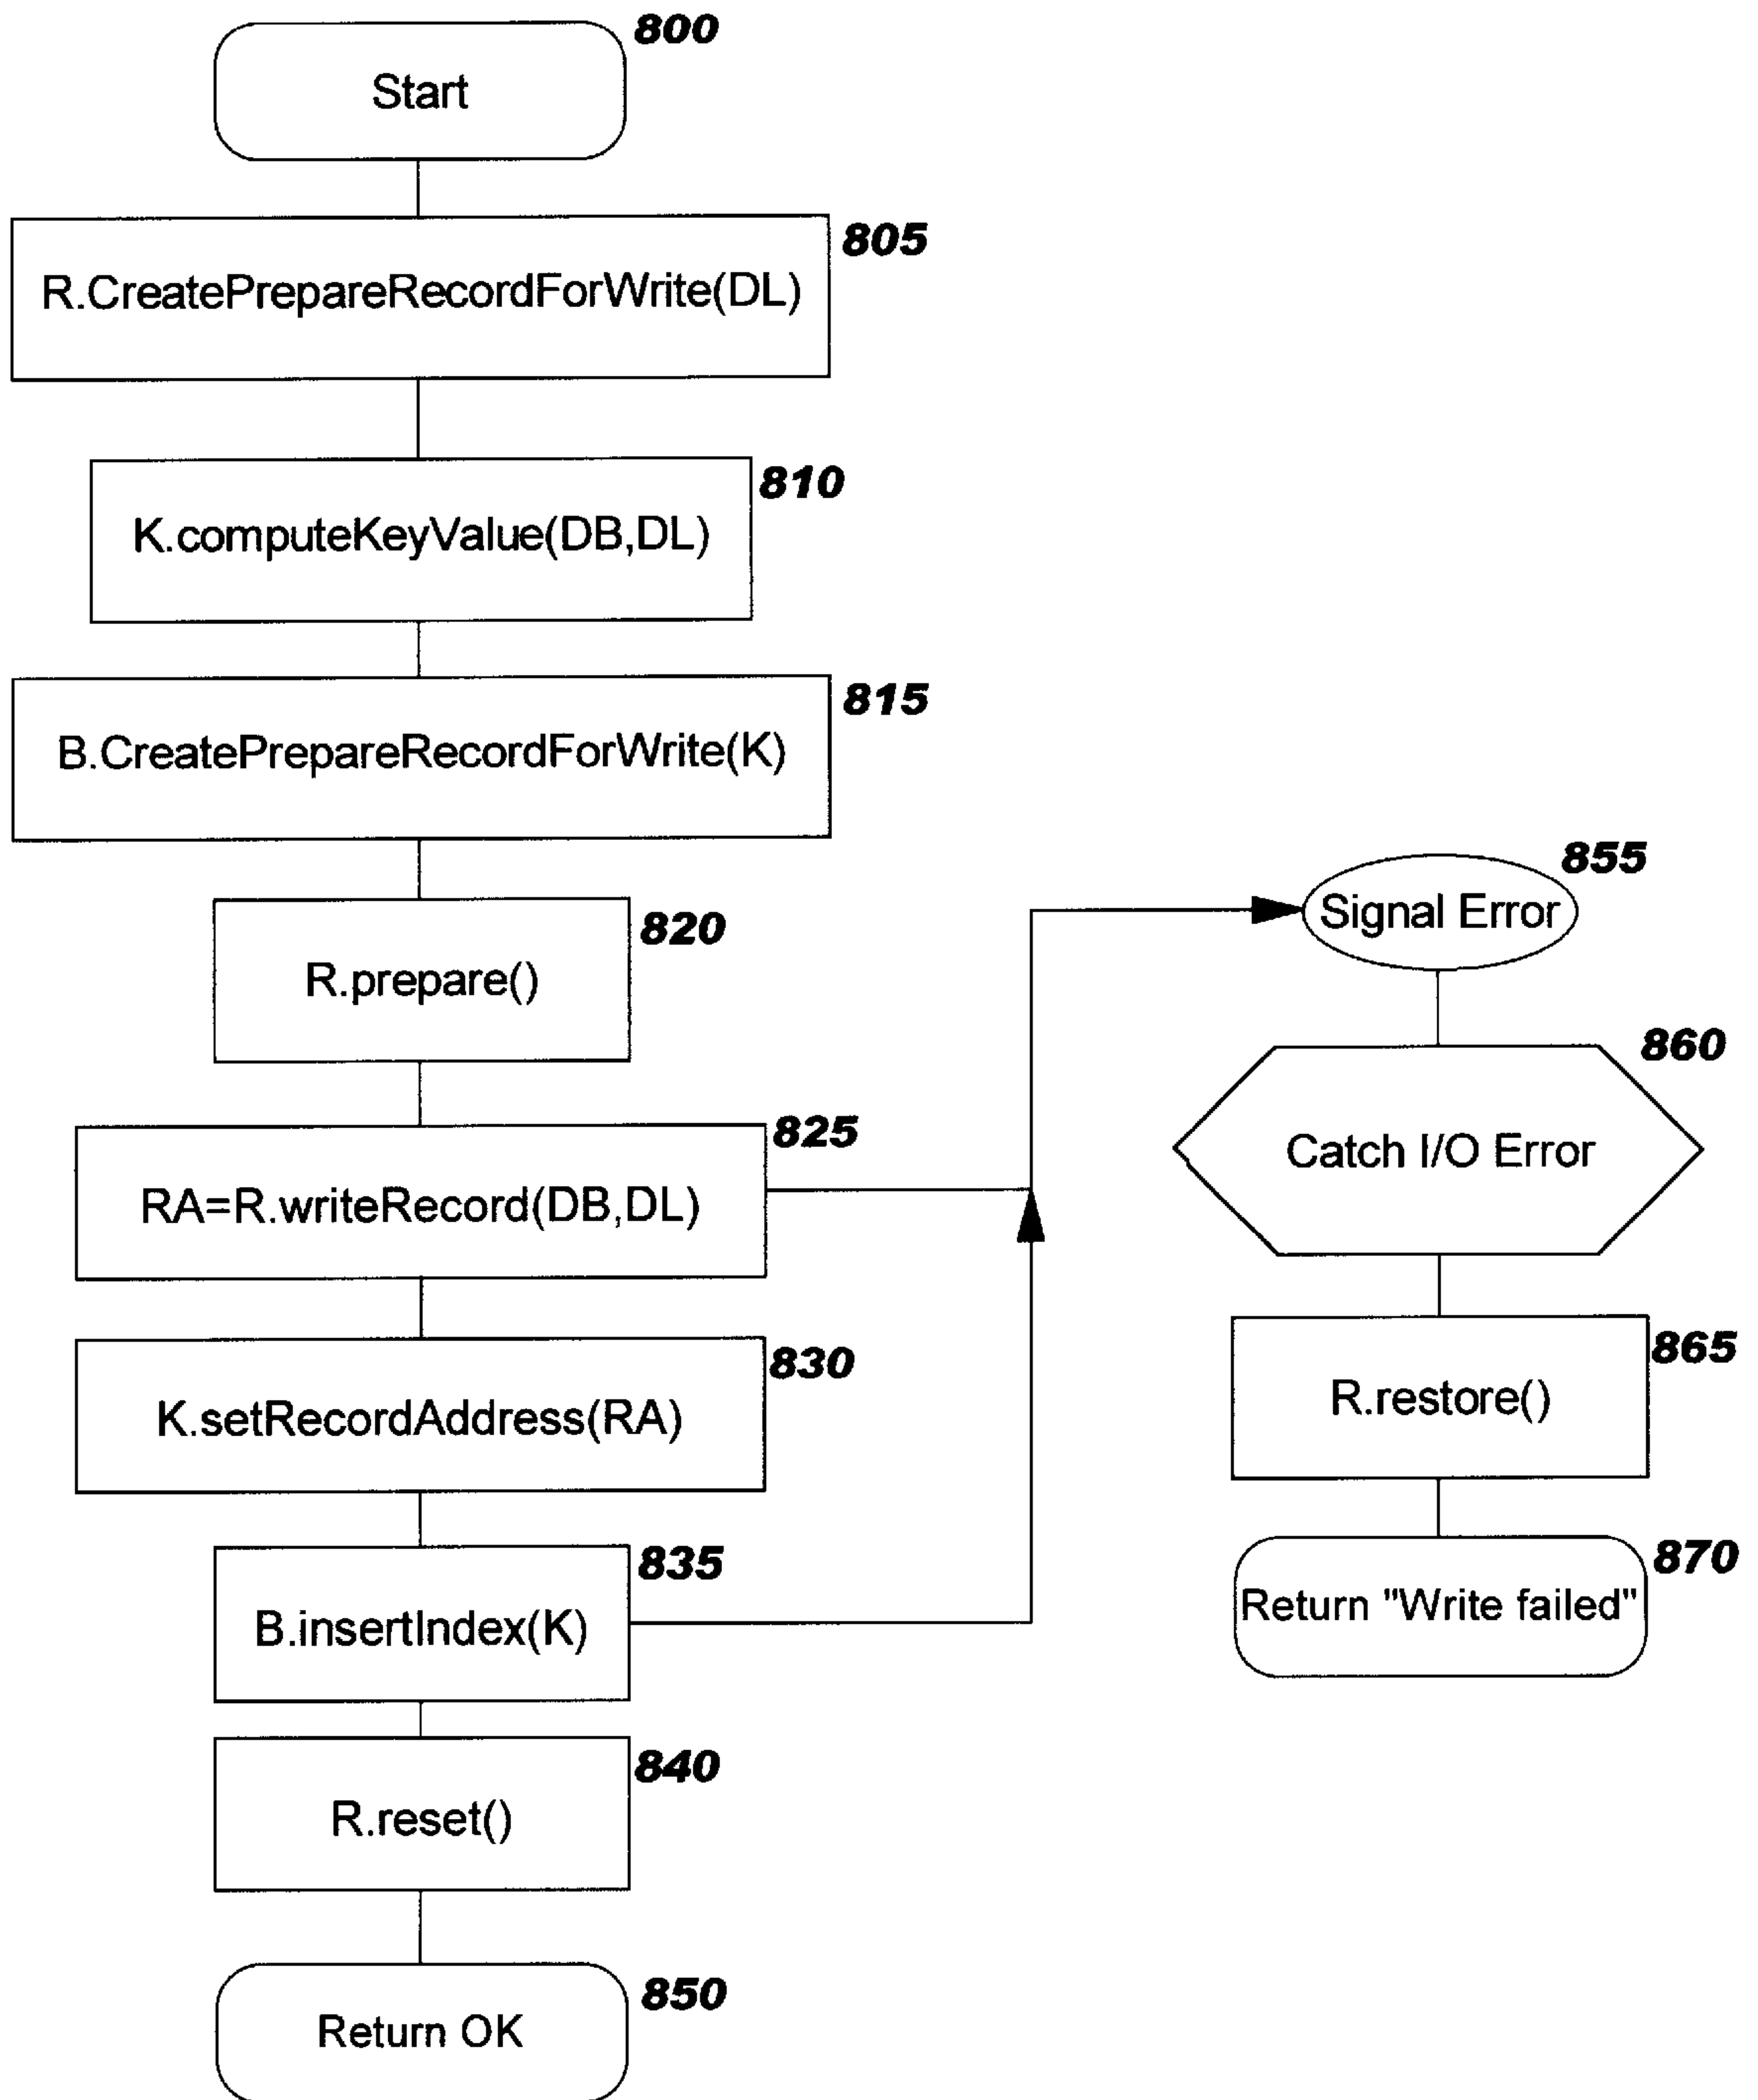 800
Start
805
R.CreatePrepareRecordForWrite(DL)
810
K.computeKeyValue(DB,DL)
815
B.CreatePrepareRecordForWrite(K)
820
R.prepare()
825
RA=R.writeRecord(DB,DL)
830
K.setRecordAddress(RA)
835
B.insertIndex(K)
840
R.reset()
850
Return OK
855
Signal Error
860
Catch I/O Error
865
R.restore()
870
Return "Write failed"